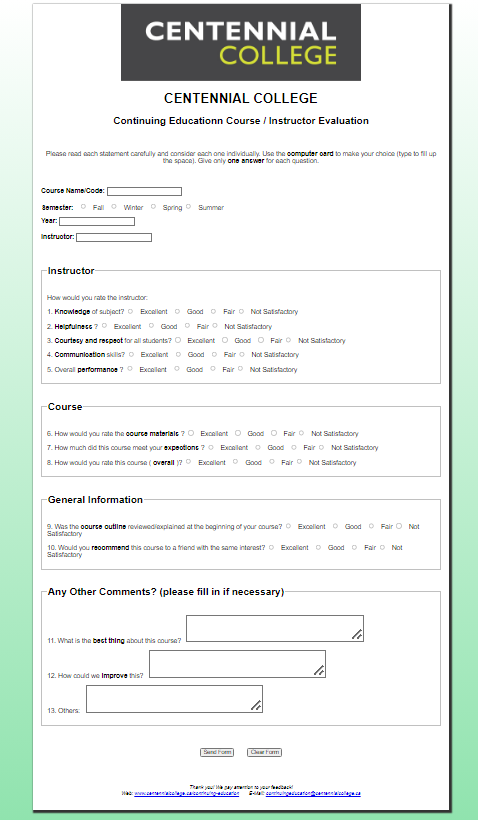 CENTENNIAL
COLLEGE
CENTENNIAL COLLEGE
Continuing Educationn Course / Instructor Evaluation
Please read each statement carefully and consider each one individually. Use the computer card to make your choice (type to fill up
the space). Give only one answer for each question.
Course Name/Code:
Semester: Fall Winter Spring Summer
Year:
Instructor:
Instructor
How would you rate the instructor:
1. Knowledge of subject? Excellent Good Fair Not Satisfactory
2. Helpfulness ? Excellent Good Fair Not Satisfactory
3. Courtesy and respect for all students? Excellent Good Fair Not Satisfactory
4. Communication skills? Excellent Good Fair Not Satisfactory
5. Overall performance ? Excellent Good Fair Not Satisfactory
Course
6. How would you rate the course materials ? Excellent Good Fair Not Satisfactory
7. How much did this course meet your expections ? Excellent Good Fair Not Satisfactory
8. How would you rate this course ( overall )? Excellent Good Fair Not Satisfactory
General Information
9. Was the course outline reviewed/explained at the beginning of your course? Excellent Good Fair Not
Satisfactory
10. Would you recommend this course to a friend with the same interest? Excellent Good Fair Not
Satisfactory
Any Other Comments? (please fill in if necessary)
11. What is the best thing about this course?
12. How could we improve this?
13. Others:
Send Form Clear Form
Thank you! We pay attention to your feedback!
Web: www.centennialcollege.ca/continuing-education E-Mail: continuingeducation@centennialcollege.ca